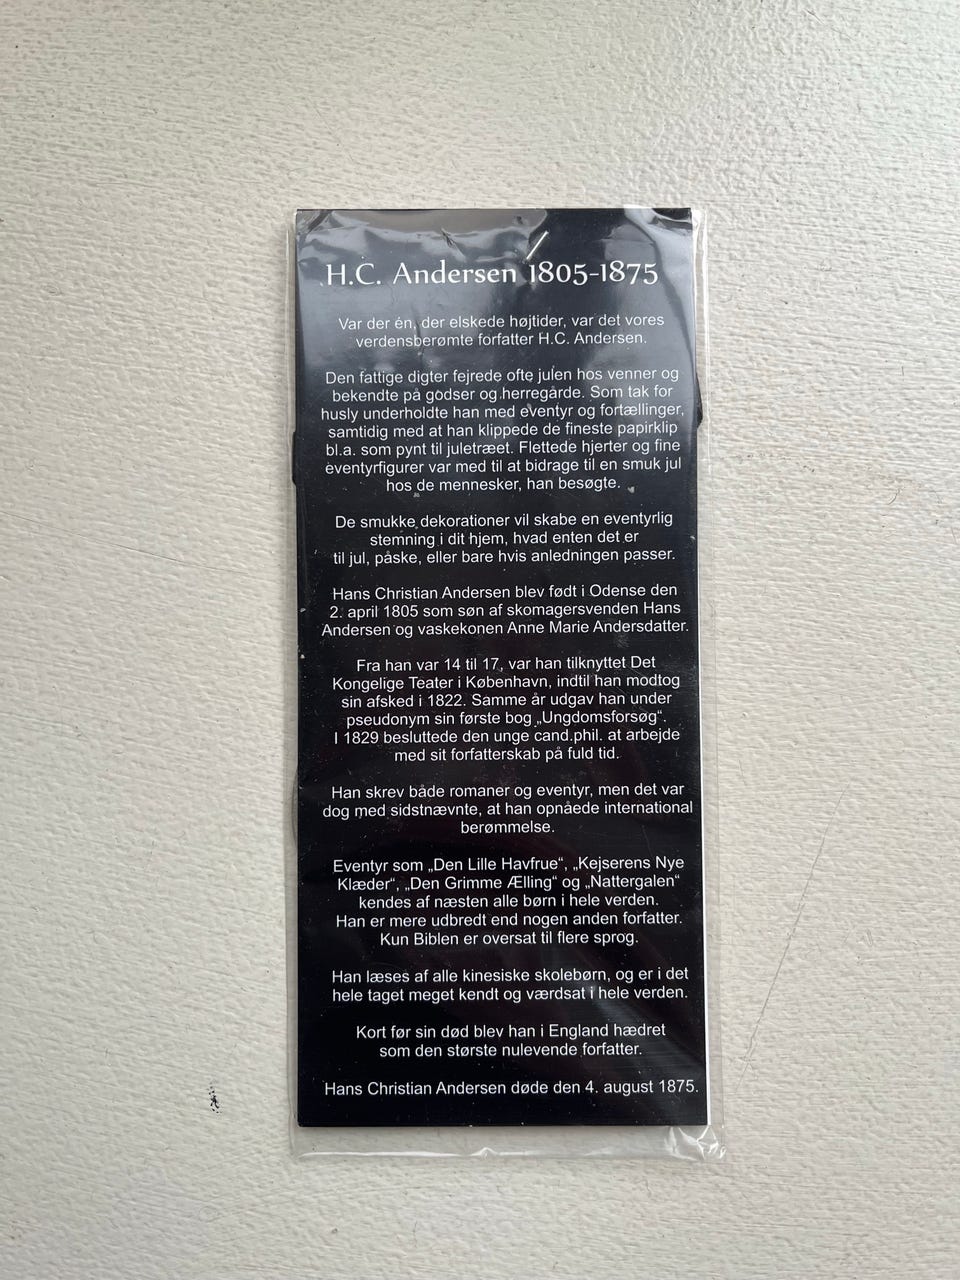 H.C. Andersen 1805-1875
Var der én, der elskede højtider, var det vores
verdensberømte forfatter H.C. Andersen.
Den fattige digter fejrede ofte julen hos venner og
bekendte på godser og herregårde. Som tak for
husly underholdte han med eventyr og fortællinger,
samtidig med at han klippede de fineste papirklip
bl.a. som pynt til juletræet. Flettede hjerter og fine
eventyrfigurer var med til at bidrage til en smuk jul
hos de mennesker, han besøgte.
De smukke dekorationer vil skabe en eventyrlig
stemning i dit hjem, hvad enten det er
til jul, påske, eller bare hvis anledningen passer.
Hans Christian Andersen blev født i Odense den
2. april 1805 som søn af skomagersvenden Hans
Andersen og vaskekonen Anne Marie Andersdatter.
Fra han var 14 til 17, var han tilknyttet Det
Kongelige Teater i København, indtil han modtog
sin afsked i 1822. Samme år udgav han under
pseudonym sin første bog „Ungdomsforsøg“.
I 1829 besluttede den unge cand.phil. at arbejde
med sit forfatterskab på fuld tid.
Han skrev både romaner og eventyr, men det var
dog med sidstnævnte, at han opnåede international
berømmelse.
Eventyr som „Den Lille Havfrue“, „Kejserens Nye
Klæder“, „Den Grimme Ælling“ og „Nattergalen“
kendes af næsten alle børn i hele verden.
Han er mere udbredt end nogen anden forfatter.
Kun Biblen er oversat til flere sprog.
Han læses af alle kinesiske skolebørn, og er i det
hele taget meget kendt og værdsat i hele verden.
Kort før sin død blev han i England hædret
som den største nulevende forfatter.
Hans Christian Andersen døde den 4. august 1875.